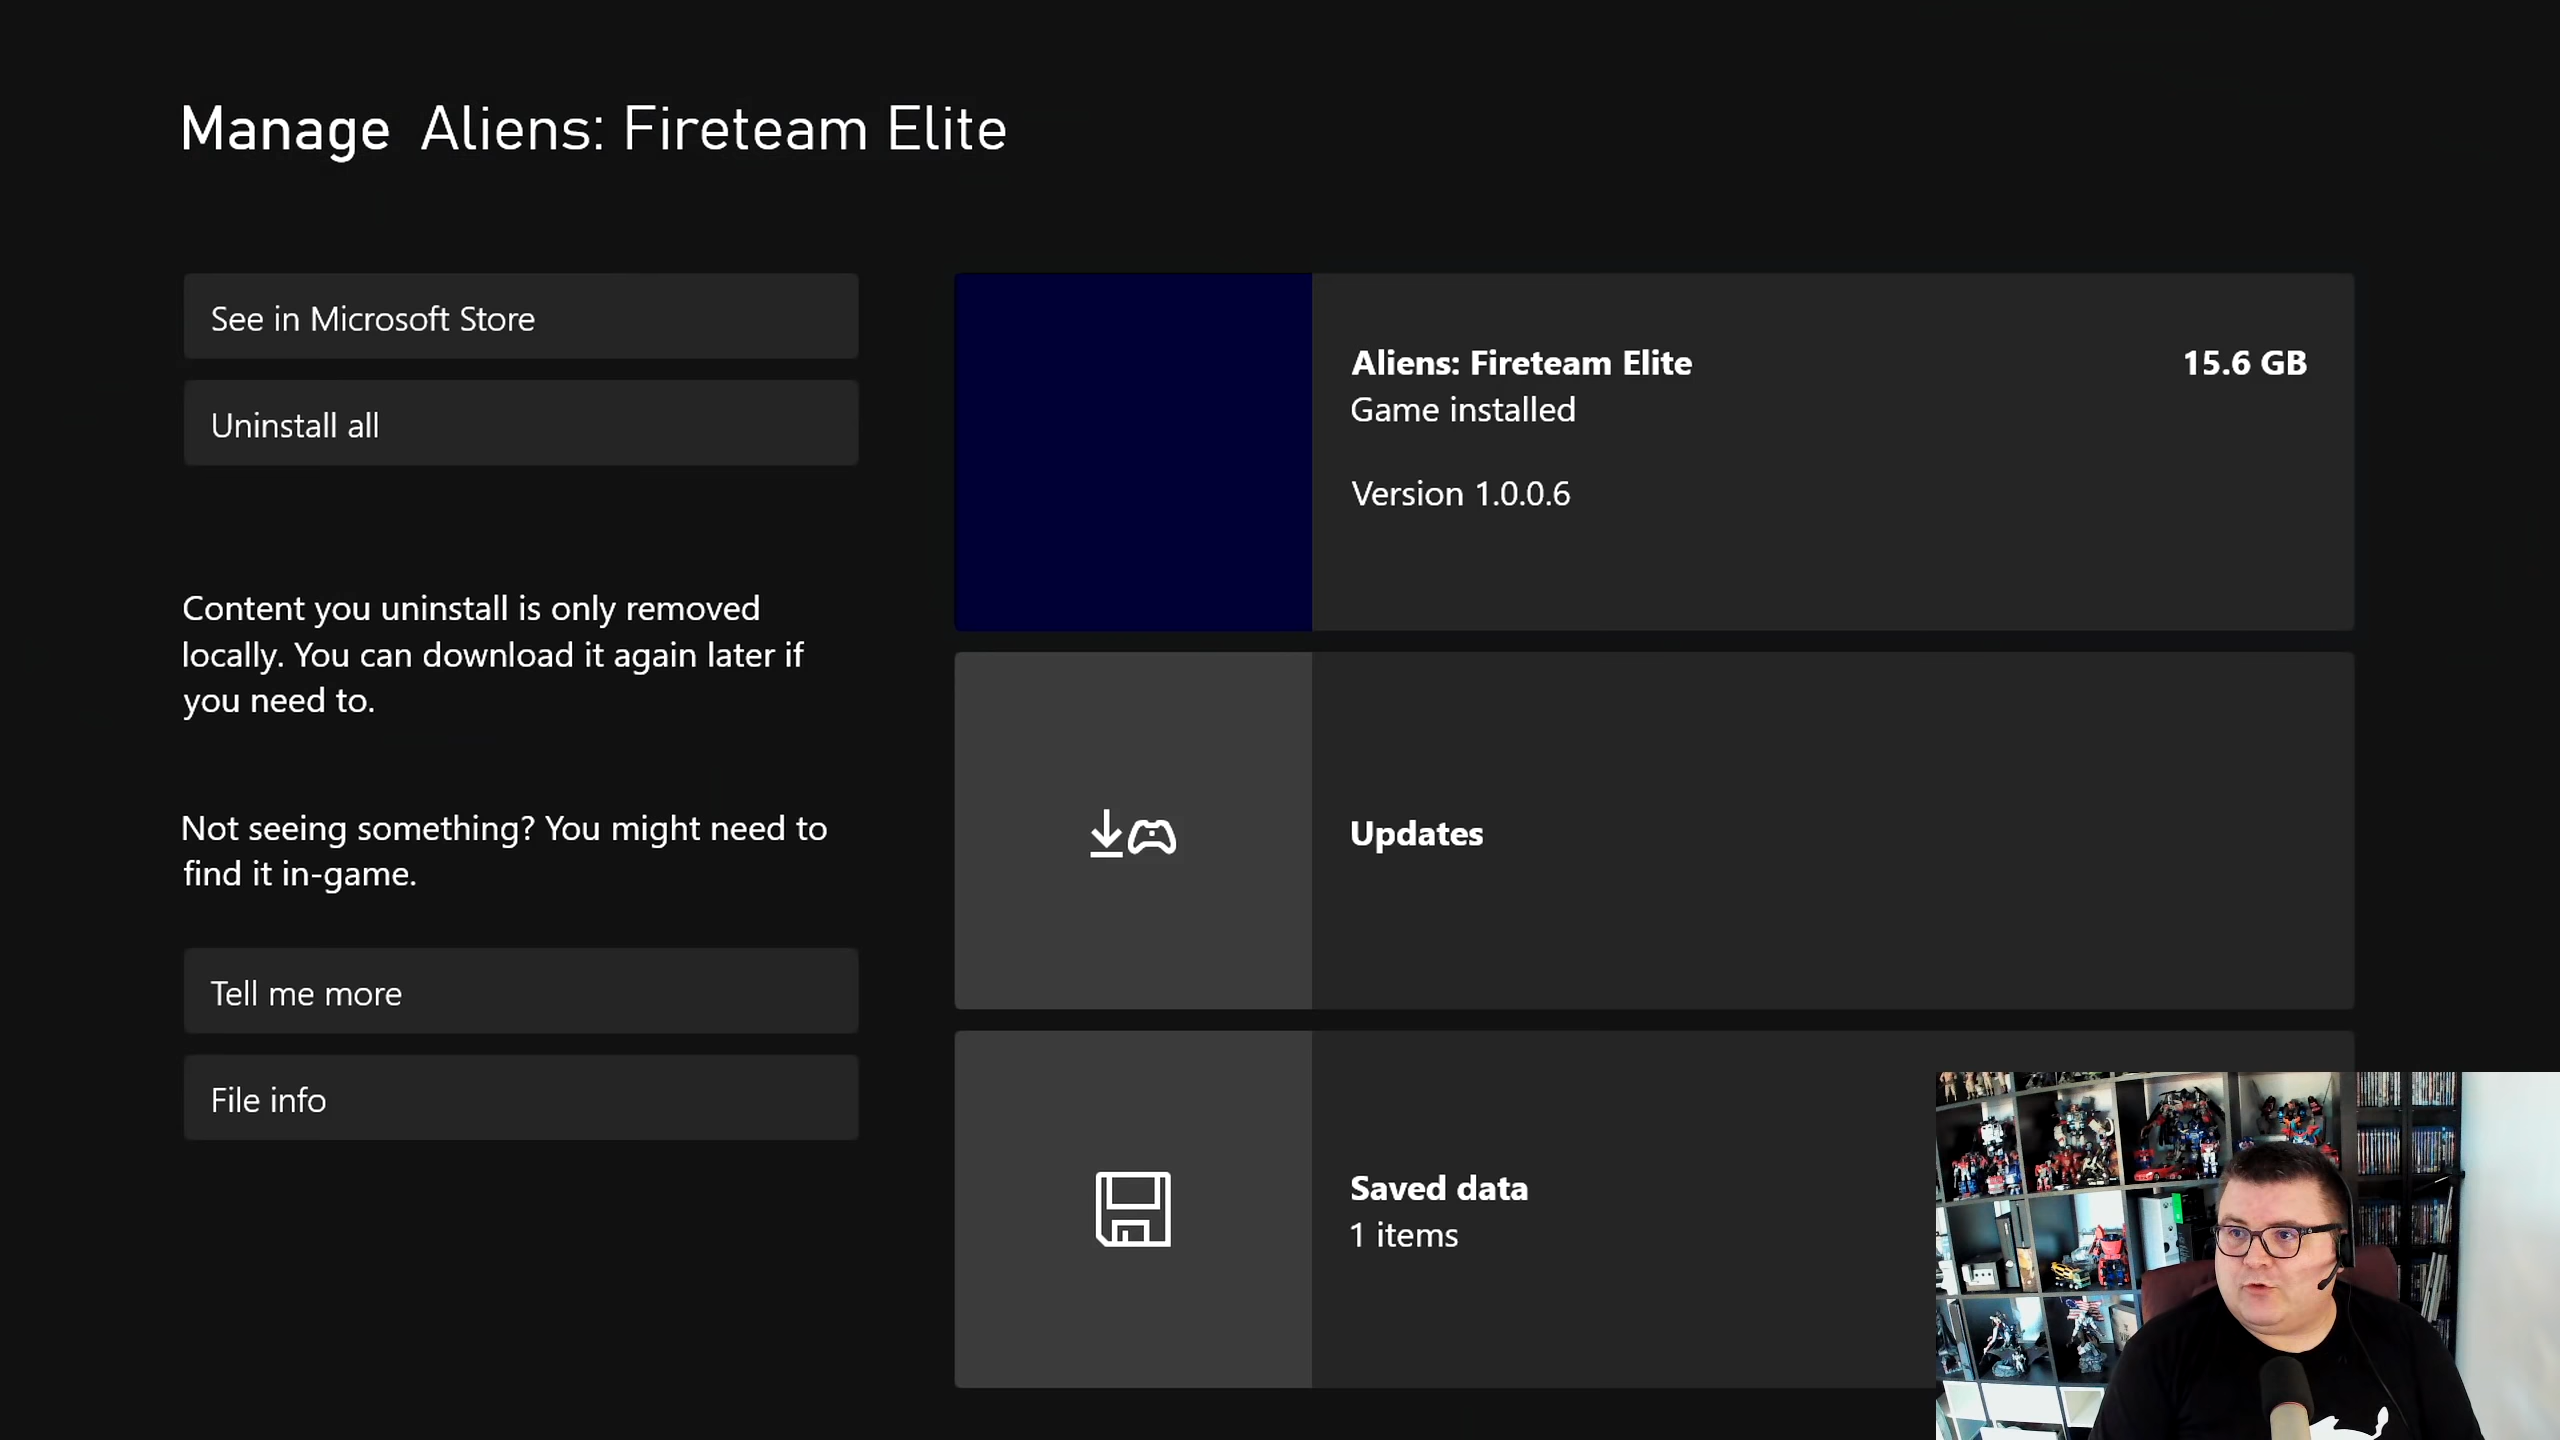 Manage Aliens: Fireteam Elite
See in Microsoft Store
Uninstall all
Content you uninstall is only removed
locally. You can download it again later if
you need to.
Not seeing something? You might need to
find it in-game.
Tell me more
File info
Aliens: Fireteam Elite
15.6 GB
Game installed
Version 1.0.0.6
Updates
Saved data
1 items